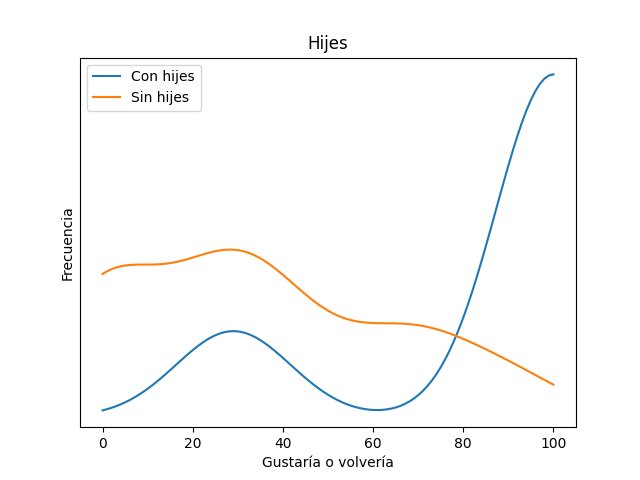 Hijes
Con hijes
Sin hijes
Frecuencia
0 20 40 60 80 100
Gustaría o volvería